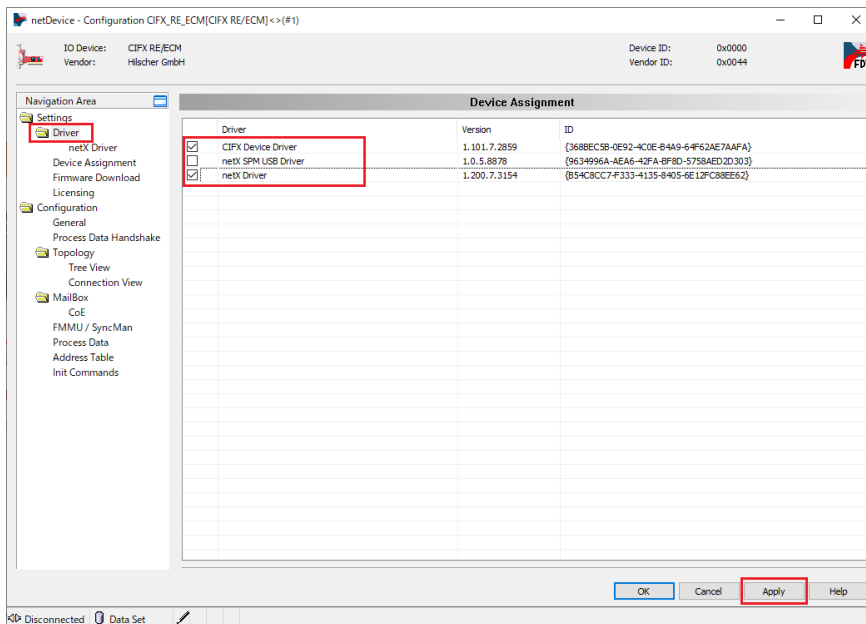 netDevice - Configuration CIFX_RE_ECM[CIFX RE/ECM]<>(#1)
IO Device: CIFX RE/ECM Device ID: 0x0000
Vendor: Hilscher GmbH Vendor ID: 0x0044
FDT
Navigation Area
Device Assignment
Settings
Driver
netX Driver
Device Assignment
Firmware Download
Licensing
Configuration
General
Process Data Handshake
Topology
Tree View
Connection View
MailBox
CoE
FMMU / SyncMan
Process Data
Address Table
Init Commands
Driver Version ID
CIFX Device Driver 1.101.7.2859 {368BEC5B-0E92-4C0E-B4A9-64F62AE7AAFA}
netX SPM USB Driver 1.0.5.8878 {9634996A-AEA6-42FA-BF8D-5758AED2D303}
netX Driver 1.200.7.3154 {B54C8CC7-F333-4135-8405-6E12FC88EE62}
OK Cancel Apply Help
Disconnected Data Set